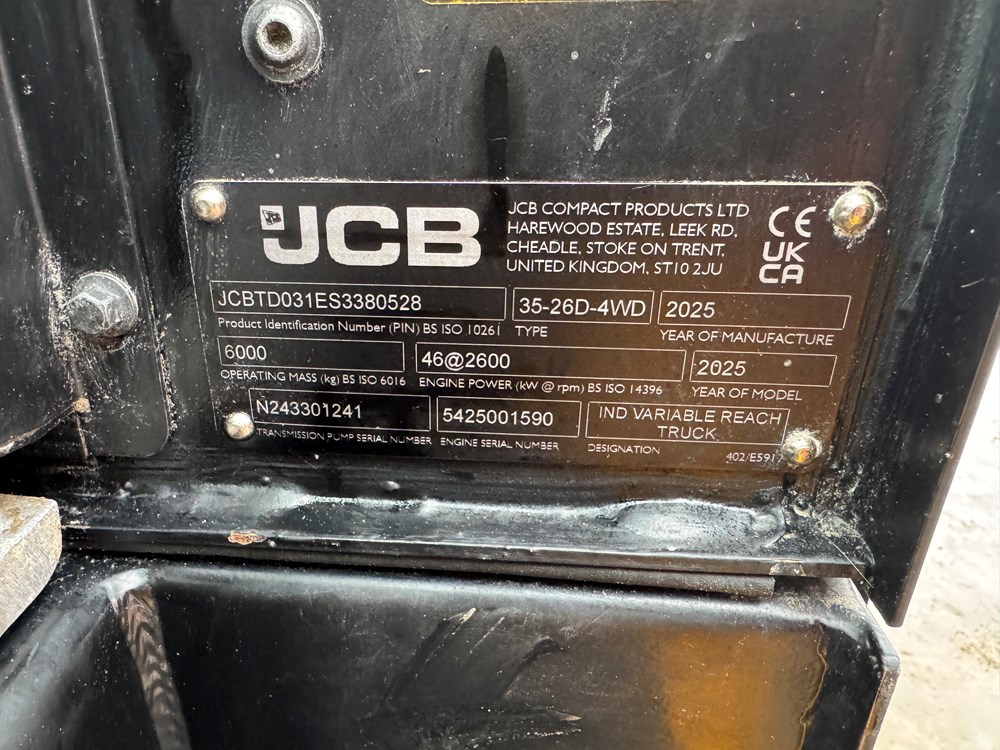 JCB
JCB COMPACT PRODUCTS LTD
HAREWOOD ESTATE, LEEK RD,
CHEADLE, STOKE ON TRENT,
UNITED KINGDOM, ST10 2JU
CE
UK
CA
JCBTD031ES3380528
Product Identification Number (PIN) BS ISO 10261
35-26D-4WD
TYPE
2025
YEAR OF MANUFACTURE
6000
OPERATING MASS (kg) BS ISO 6016
46@2600
ENGINE POWER (kW @ rpm) BS ISO 14396
2025
YEAR OF MODEL
N243301241
TRANSMISSION PUMP SERIAL NUMBER
5425001590
ENGINE SERIAL NUMBER
IND VARIABLE REACH
TRUCK
DESIGNATION